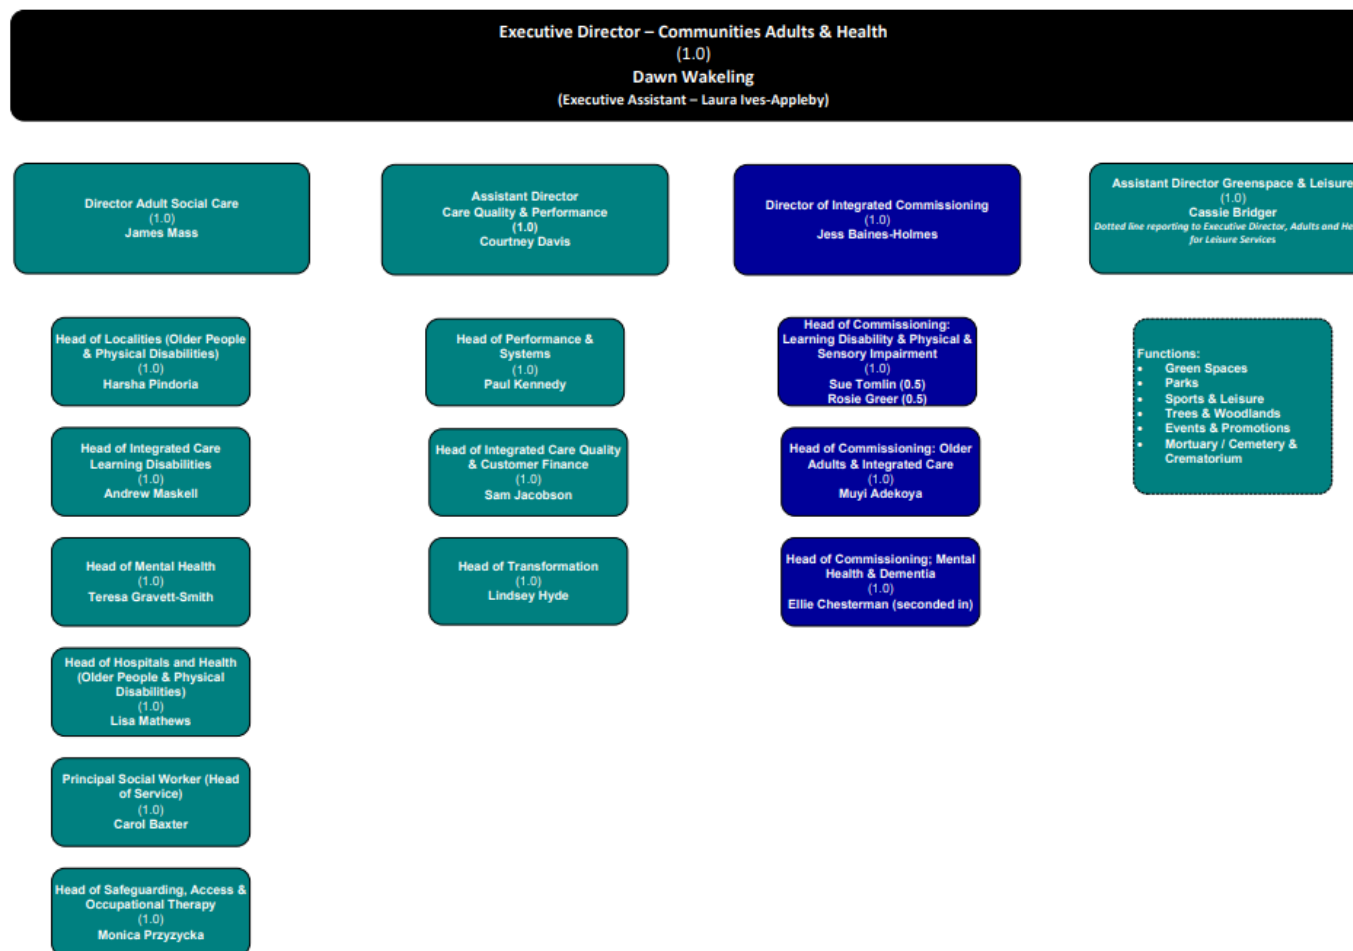 Executive Director – Communities Adults & Health
(1.0)
Dawn Wakeling
(Executive Assistant – Laura Ives-Appleby)
Director Adult Social Care
(1.0)
James Mass
Assistant Director
Care Quality & Performance
(1.0)
Courtney Davis
Director of Integrated Commissioning
(1.0)
Jess Baines-Holmes
Assistant Director Greenspace & Leisure
(1.0)
Cassie Bridger
Dotted line reporting to Executive Director, Adults and He
for Leisure Services
Head of Localities (Older People
& Physical Disabilities)
(1.0)
Harsha Pindoria
Head of Integrated Care
Learning Disabilities
(1.0)
Andrew Maskell
Head of Mental Health
(1.0)
Teresa Gravett-Smith
Head of Hospitals and Health
(Older People & Physical
Disabilities)
(1.0)
Lisa Mathews
Principal Social Worker (Head
of Service)
(1.0)
Carol Baxter
Head of Safeguarding, Access &
Occupational Therapy
(1.0)
Monica Przyzycka
Head of Performance &
Systems
(1.0)
Paul Kennedy
Head of Integrated Care Quality
& Customer Finance
(1.0)
Sam Jacobson
Head of Transformation
(1.0)
Lindsey Hyde
Head of Commissioning:
Learning Disability & Physical &
Sensory Impairment
(1.0)
Sue Tomlin (0.5)
Rosie Greer (0.5)
Head of Commissioning: Older
Adults & Integrated Care
(1.0)
Muyi Adekoya
Head of Commissioning; Mental
Health & Dementia
(1.0)
Ellie Chesterman (seconded in)
Functions:
• Green Spaces
• Parks
• Sports & Leisure
• Trees & Woodlands
• Events & Promotions
• Mortuary / Cemetery &
Crematorium